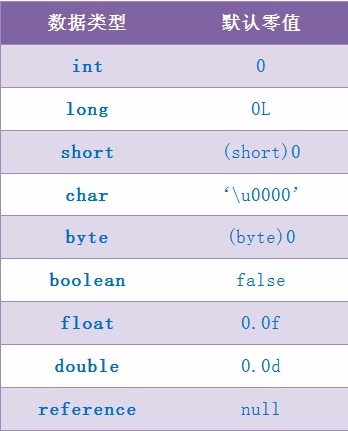 数据类型 默认零值
int 0
long 0L
short (short)0
char ‘\u0000’
byte (byte)0
boolean false
float 0.0f
double 0.0d
reference null